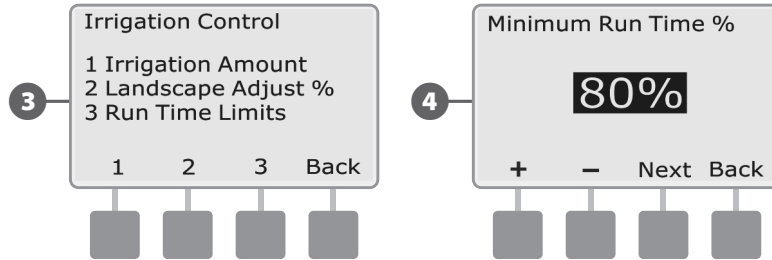 3
Irrigation Control
1 Irrigation Amount
2 Landscape Adjust %
3 Run Time Limits
1 2 3 Back
4
Minimum Run Time %
80%
+ − Next Back